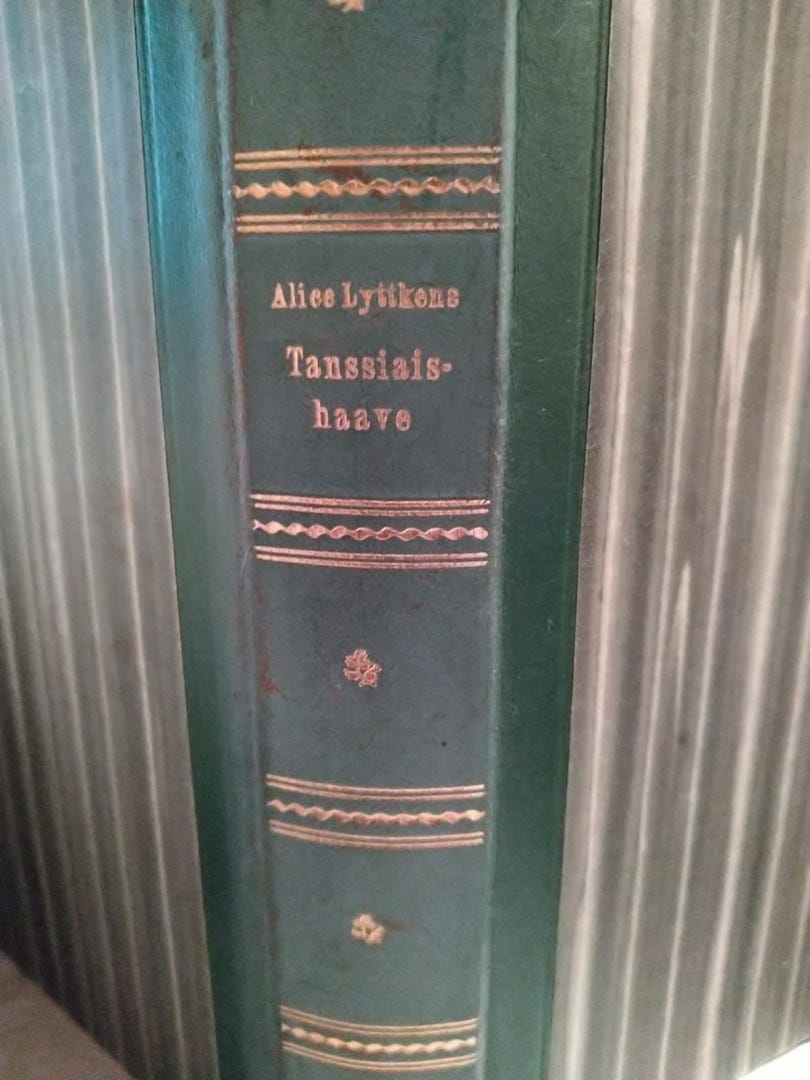 Alice Lyttkens
Tanssiais-
haave